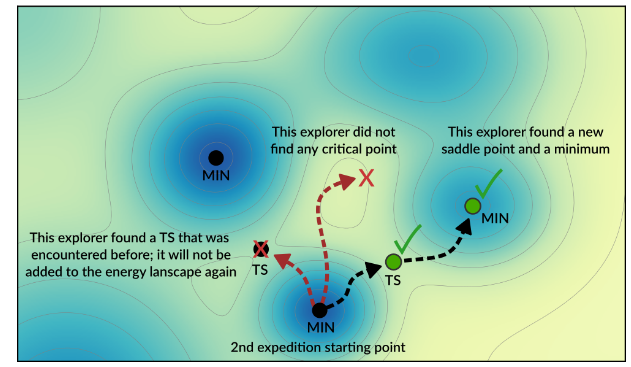 This explorer did not
find any critical point
This explorer found a new
saddle point and a minimum
X
MIN
MIN
This explorer found a TS that was
encountered before; it will not be
added to the energy lanscape again
X
TS
TS
MIN
2nd expedition starting point